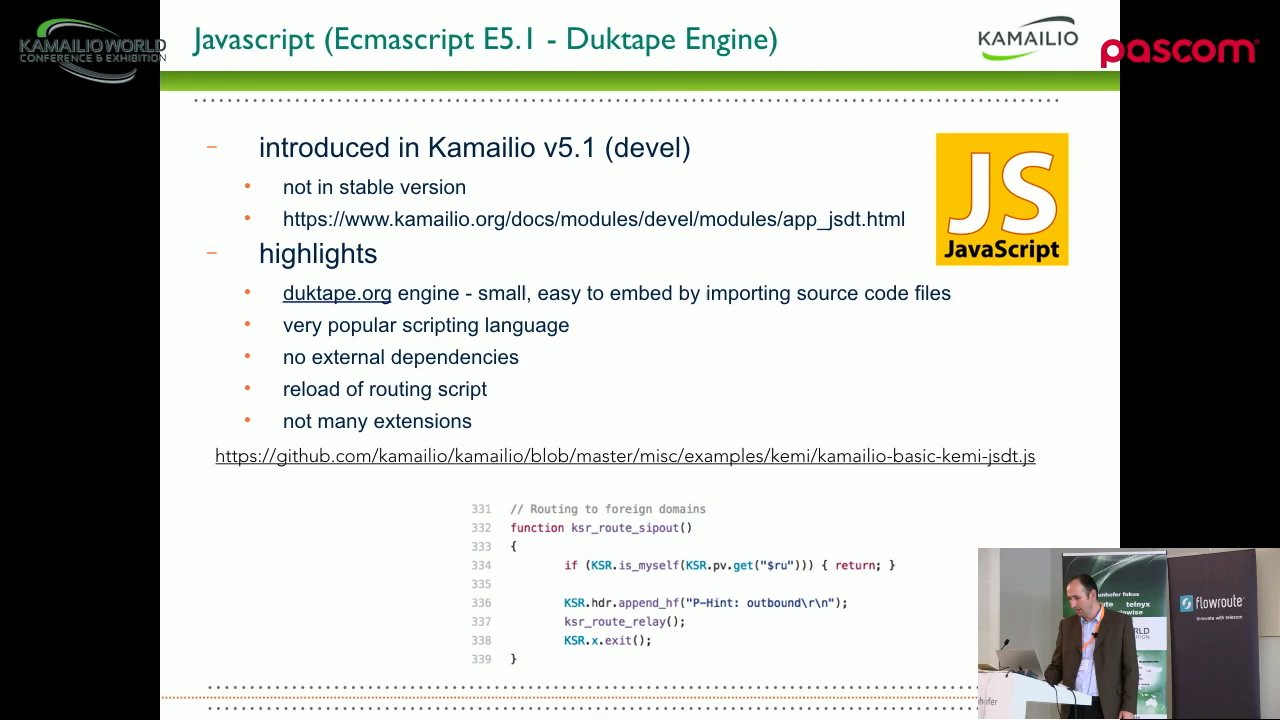 Javascript (Ecmascript E5.1 - Duktape Engine)
KAMAILIO WORLD
CONFERENCE & EXHIBITION
KAMAILIO
pascom
introduced in Kamailio v5.1 (devel)
not in stable version
https://www.kamailio.org/docs/modules/devel/modules/app_jsdt.html
JS
JavaScript
highlights
duktape.org engine - small, easy to embed by importing source code files
very popular scripting language
no external dependencies
reload of routing script
not many extensions
https://github.com/kamailio/kamailio/blob/master/misc/examples/kemi/kamailio-basic-kemi-jsdt.js
331 // Routing to foreign domains
332 function ksr_route_sipout()
333 {
334 if (KSR.is_myself(KSR.pv.get("$ru"))) { return; }
335
336 KSR.hdr.append_hf("P-Hint: outbound\r\n");
337 ksr_route_relay();
338 KSR.x.exit();
339 }
telnyx
flowroute